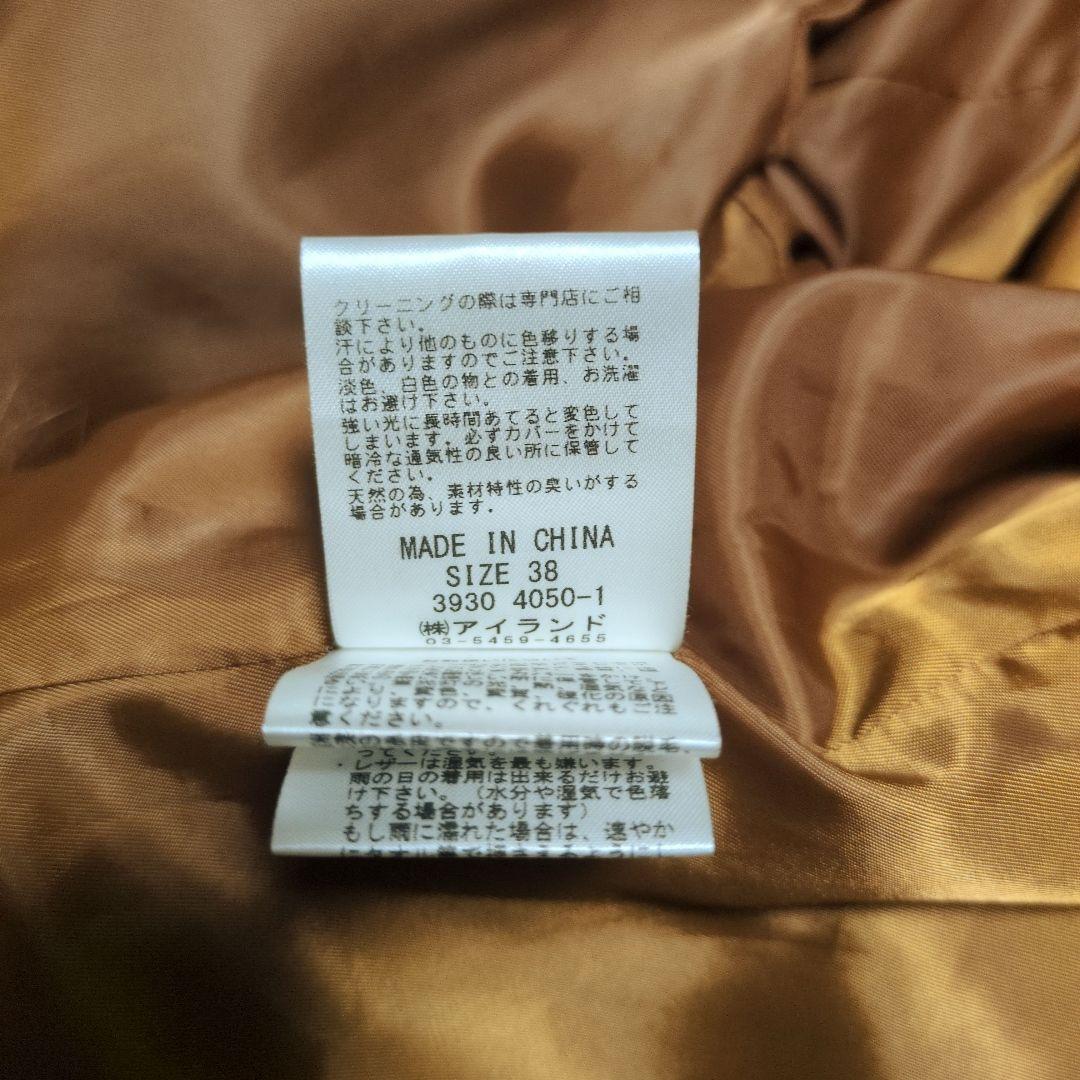 クリーニングの際は専門店にご相
談下さい。
汗により他のものに色移りする場
合がありますのでご注意下さい。
淡色、白色の物との着用、お洗濯
はお避け下さい。
強い光に長時間あてると変色して
しまいます。必ずカバーをかけて
暗冷な通気性の良い所に保管して
ください。
天然の為、素材特性の臭いがする
場合があります。
MADE IN CHINA
SIZE 38
3930 4050-1
㈱アイランド
03-5459-4655
ますので、くれぐれもご注
意ください。
・レザーは湿気を最も嫌います。
雨の日の着用は出来るだけお避
け下さい。(水分や湿気で色落
ちする場合があります)
もし雨に濡れた場合は、速やか